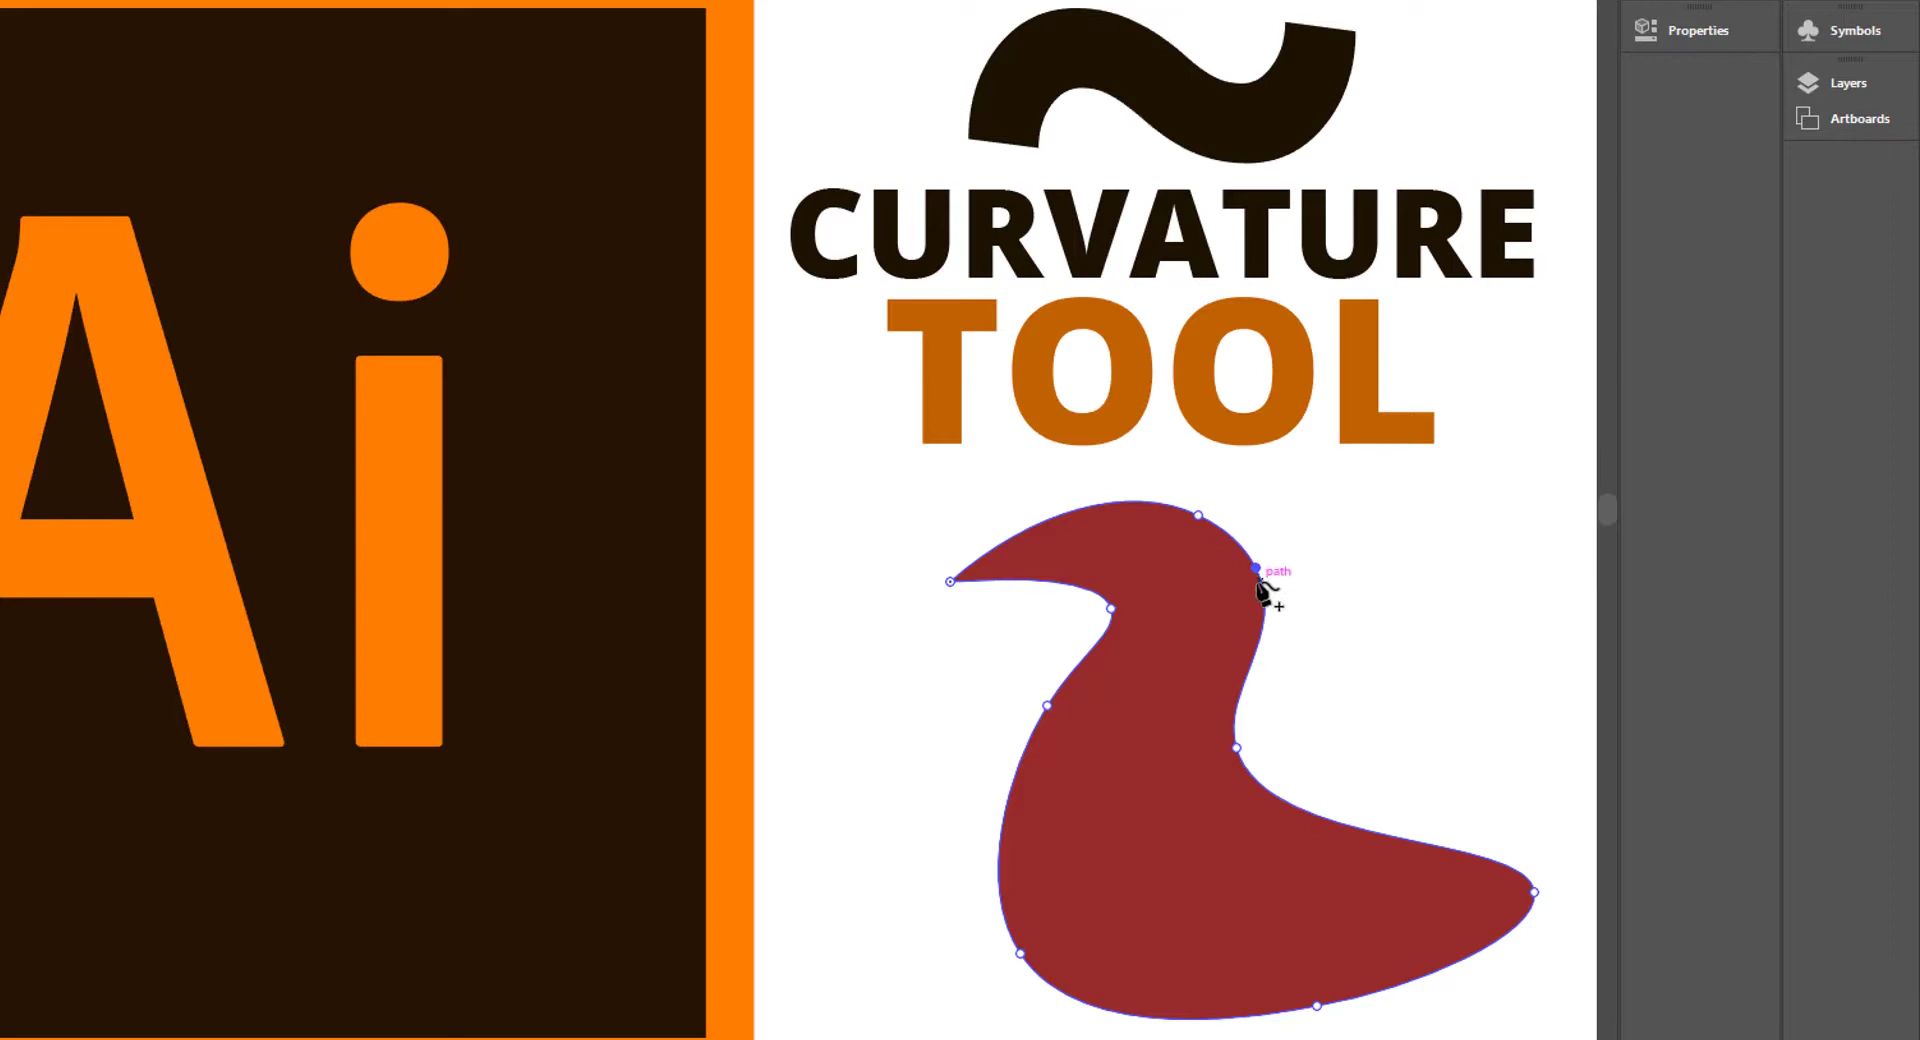 Ai
~
CURVATURE
TOOL
path
Properties
Symbols
Layers
Artboards